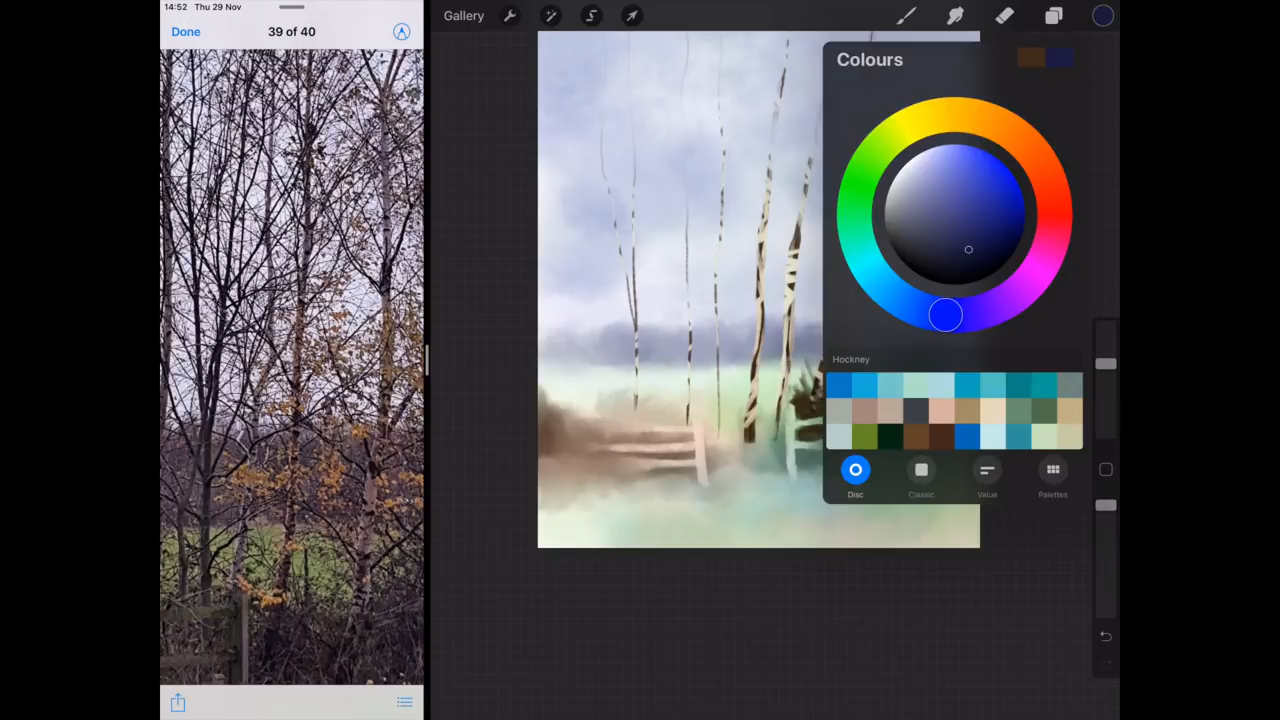 14:52 Thu 29 Nov
Done
39 of 40
Gallery
Colours
Hockney
Disc
Classic
Value
Palettes